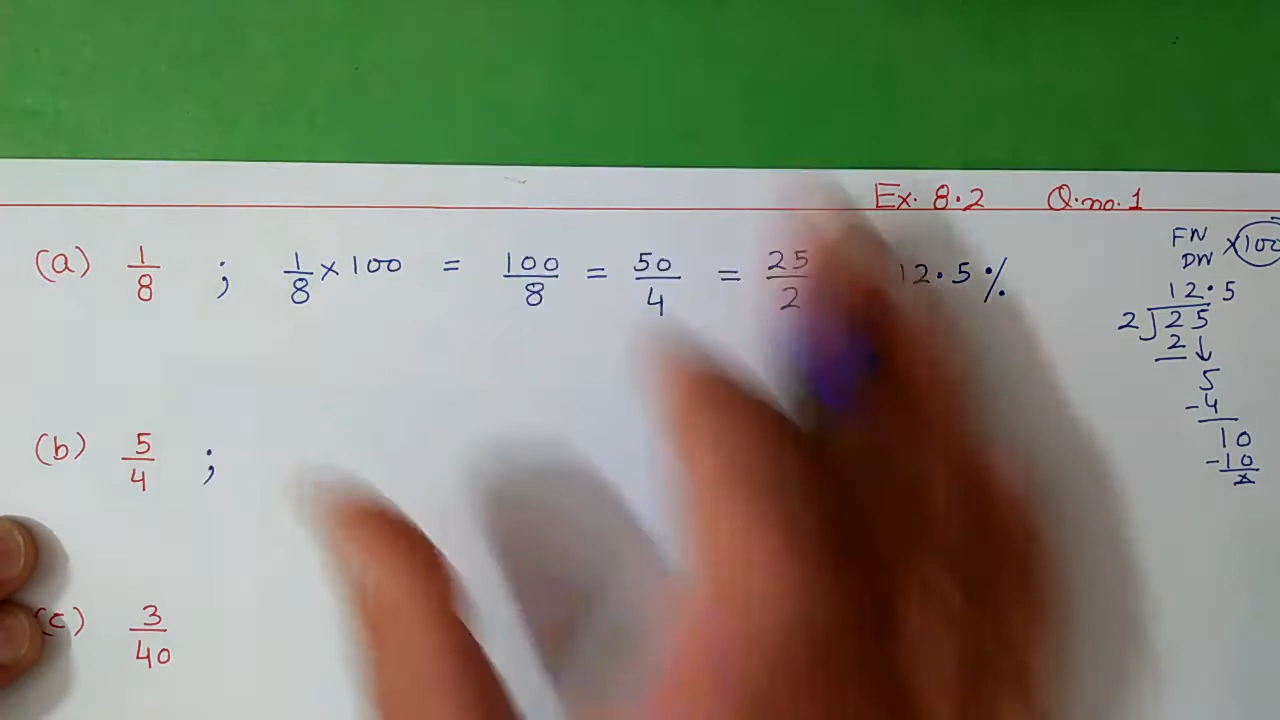 Ex. 8.2 Q.no.1
(a) 1/8 ; 1/8 × 100 = 100/8 = 50/4 = 25/2 12.5%
FN
DN × 100
12.5
2 ) 25
2 ↓
5
-4
10
-10
×
(b) 5/4 ;
(c) 3/40